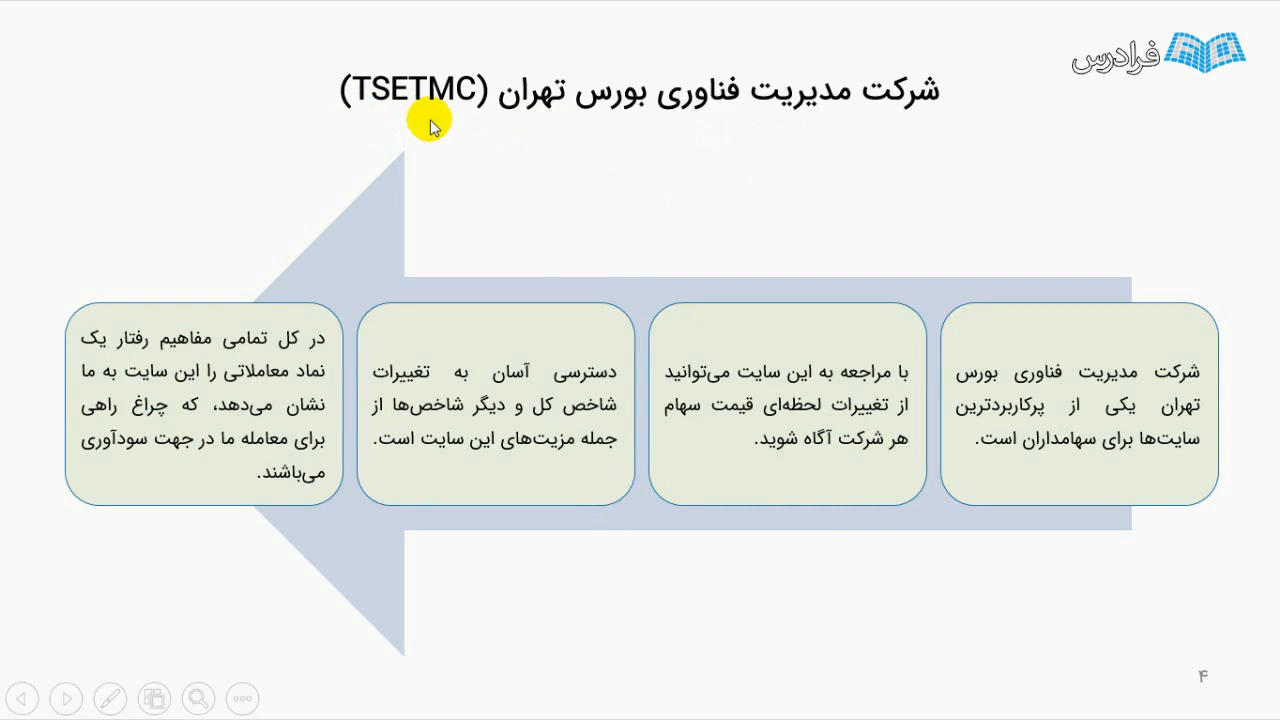 فرادرس
شرکت مدیریت فناوری بورس تهران (TSETMC)
شرکت مدیریت فناوری بورس
تهران یکی از پرکاربردترین
سایت‌ها برای سهامداران است.
با مراجعه به این سایت می‌توانید
از تغییرات لحظه‌ای قیمت سهام
هر شرکت آگاه شوید.
دسترسی آسان به تغییرات
شاخص کل و دیگر شاخص‌ها از
جمله مزیت‌های این سایت است.
در کل تمامی مفاهیم رفتار یک
نماد معاملاتی را این سایت به ما
نشان می‌دهد، که چراغ راهی
برای معامله ما در جهت سودآوری
می‌باشند.
۴